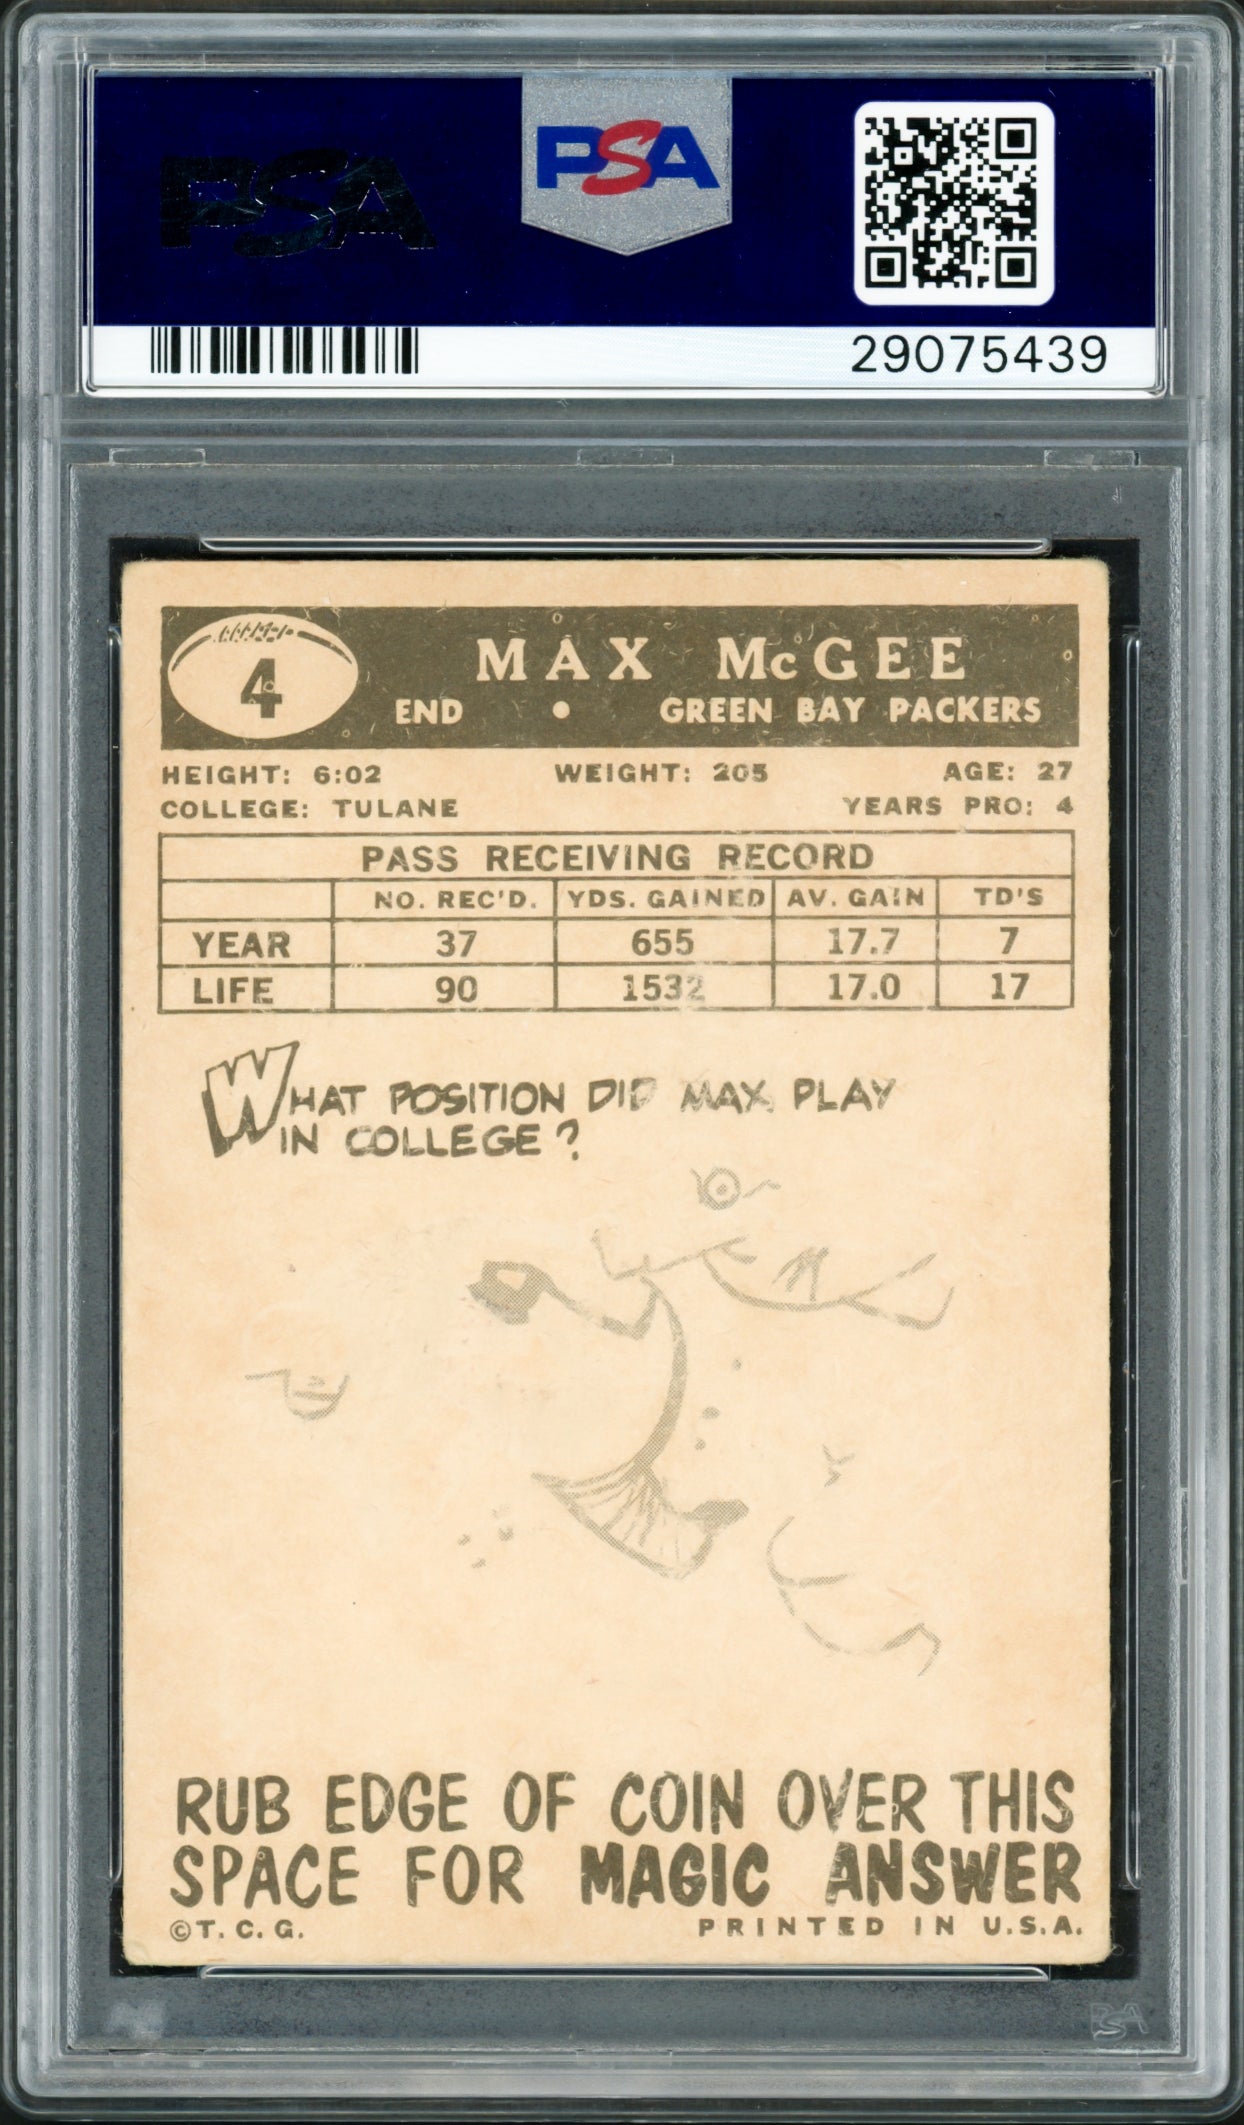 PSA
PSA
29075439
4
MAX McGEE
END • GREEN BAY PACKERS
HEIGHT: 6:02 WEIGHT: 205 AGE: 27
COLLEGE: TULANE YEARS PRO: 4
PASS RECEIVING RECORD
NO. REC'D. YDS. GAINED AV. GAIN TD'S
YEAR 37 655 17.7 7
LIFE 90 1532 17.0 17
WHAT POSITION DID MAX PLAY
IN COLLEGE?
RUB EDGE OF COIN OVER THIS
SPACE FOR MAGIC ANSWER
©T. C. G. PRINTED IN U.S.A.
PSA